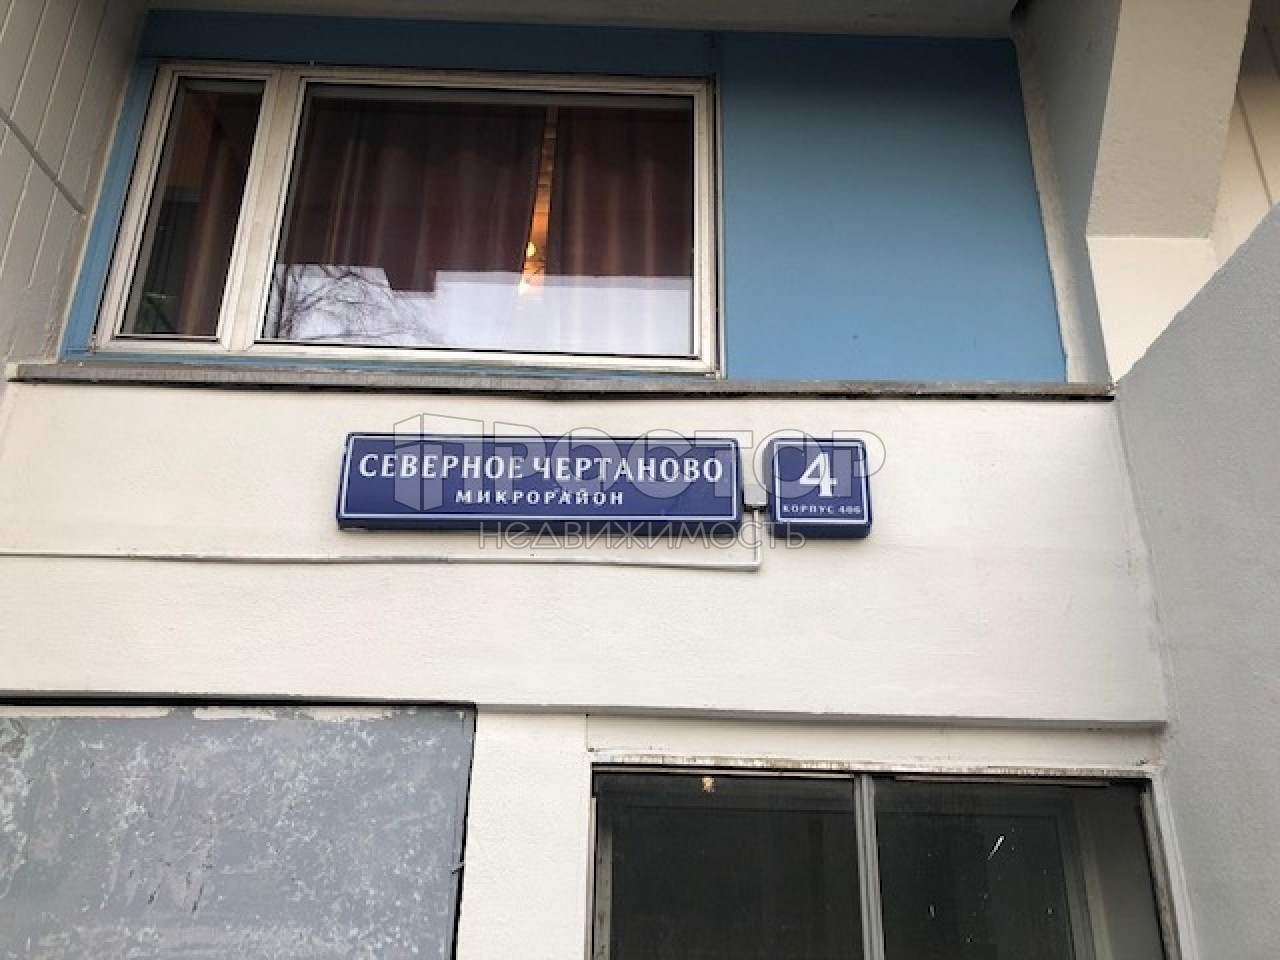 СЕВЕРНОЕ ЧЕРТАНОВО
МИКРОРАЙОН
4
КОРПУС 406
ПРОСТОР
НЕДВИЖИМОСТЬ